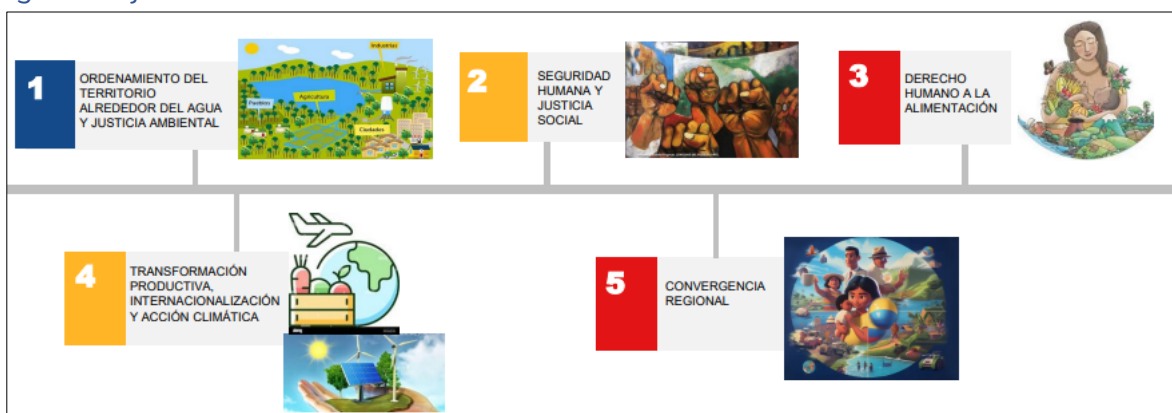 1
ORDENAMIENTO DEL
TERRITORIO
ALREDEDOR DEL AGUA
Y JUSTICIA AMBIENTAL
Industrias
Agricultura
Pueblos
Ciudades
2
SEGURIDAD
HUMANA Y
JUSTICIA
SOCIAL
3
DERECHO
HUMANO A LA
ALIMENTACIÓN
4
TRANSFORMACIÓN
PRODUCTIVA,
INTERNACIONALIZACIÓN
Y ACCIÓN CLIMÁTICA
5
CONVERGENCIA
REGIONAL